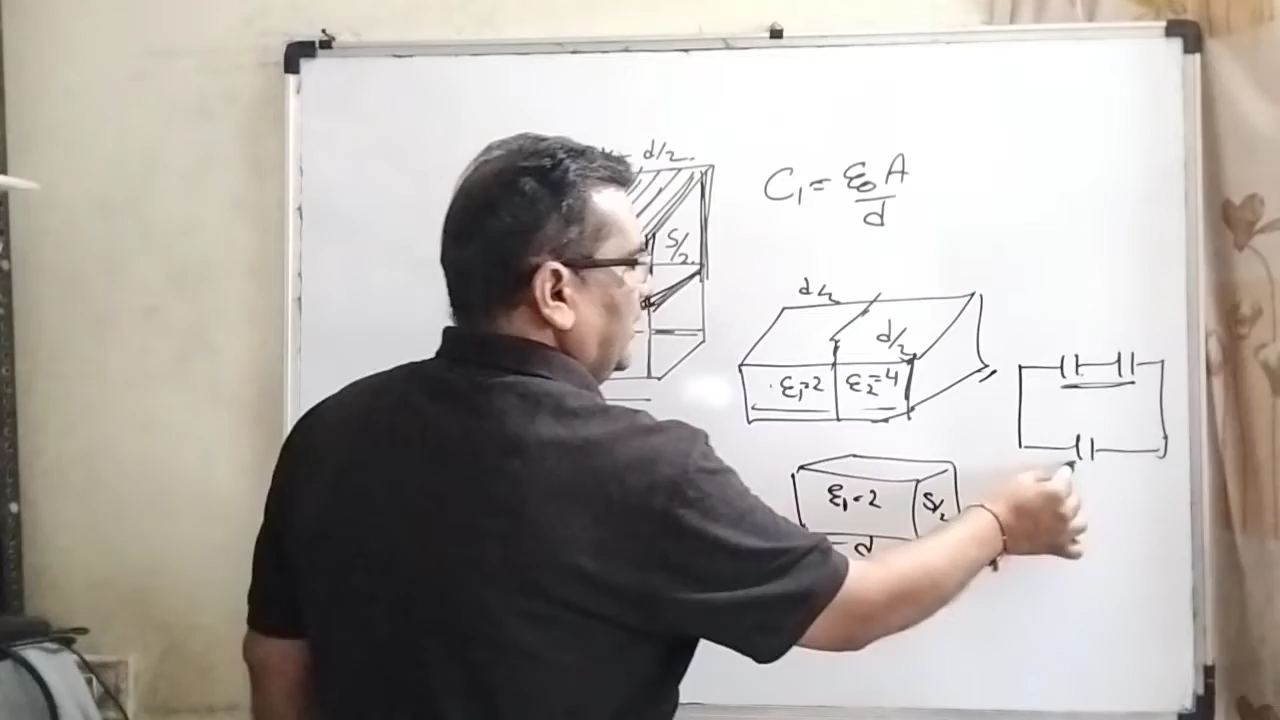 d/2.
S/2.
C₁ = ε₀A/d
d/2
d/2
ε₁=2 ε₂=4
ε₁=2 S/2
d